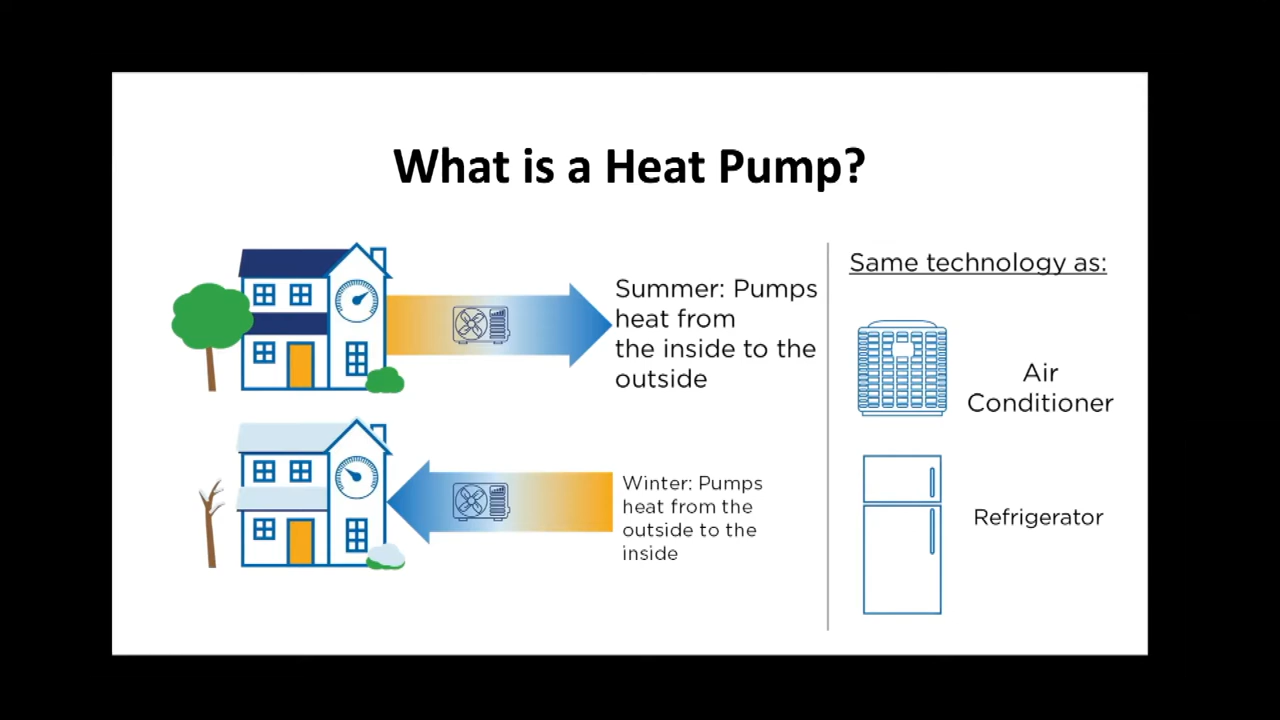 What is a Heat Pump?
Summer: Pumps
heat from
the inside to the
outside
Winter: Pumps
heat from the
outside to the
inside
Same technology as:
Air
Conditioner
Refrigerator